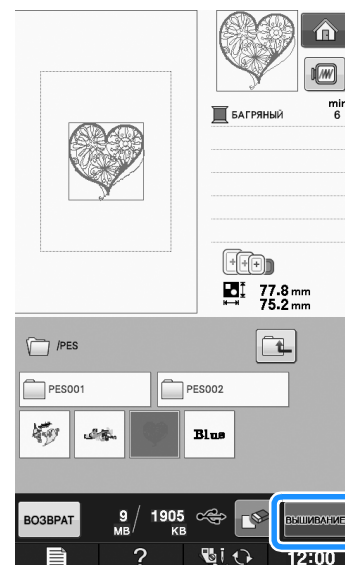 БАГРЯНЫЙ
min
6
77.8 mm
75.2 mm
/PES
PES001
PES002
Blue
ВОЗВРАТ
9 MB / 1905 KB
ВЫШИВАНИЕ
?
i
12:00